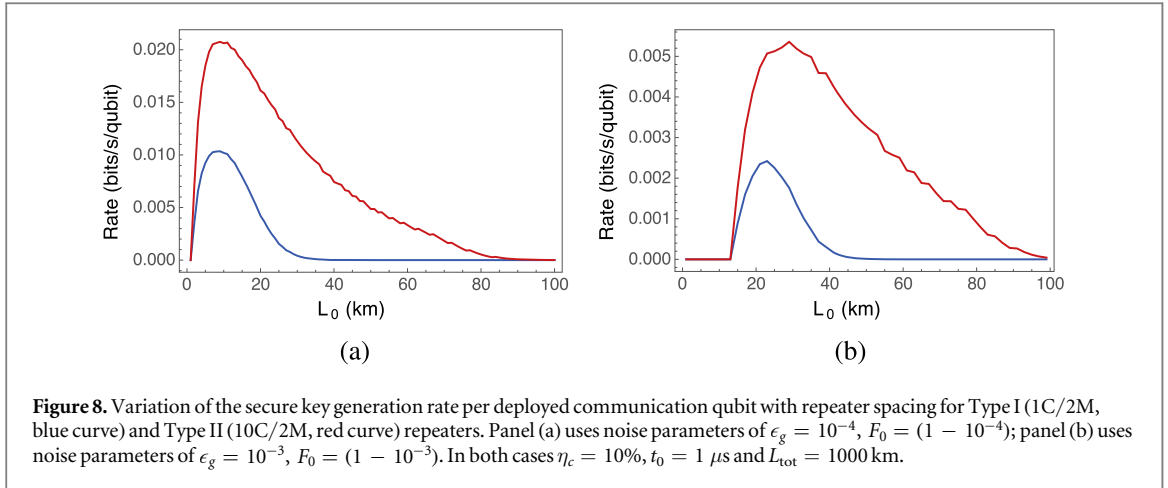 Rate (bits/s/qubit)
0.020
0.015
0.010
0.005
0.000
0 20 40 60 80 100
L0 (km)
(a)
Rate (bits/s/qubit)
0.005
0.004
0.003
0.002
0.001
0.000
0 20 40 60 80 100
L0 (km)
(b)
Figure 8. Variation of the secure key generation rate per deployed communication qubit with repeater spacing for Type I (1C/2M,
blue curve) and Type II (10C/2M, red curve) repeaters. Panel (a) uses noise parameters of ϵg = 10⁻⁴, F0 = (1 − 10⁻⁴); panel (b) uses
noise parameters of ϵg = 10⁻³, F0 = (1 − 10⁻³). In both cases ηc = 10%, t0 = 1 μs and Ltot = 1000 km.